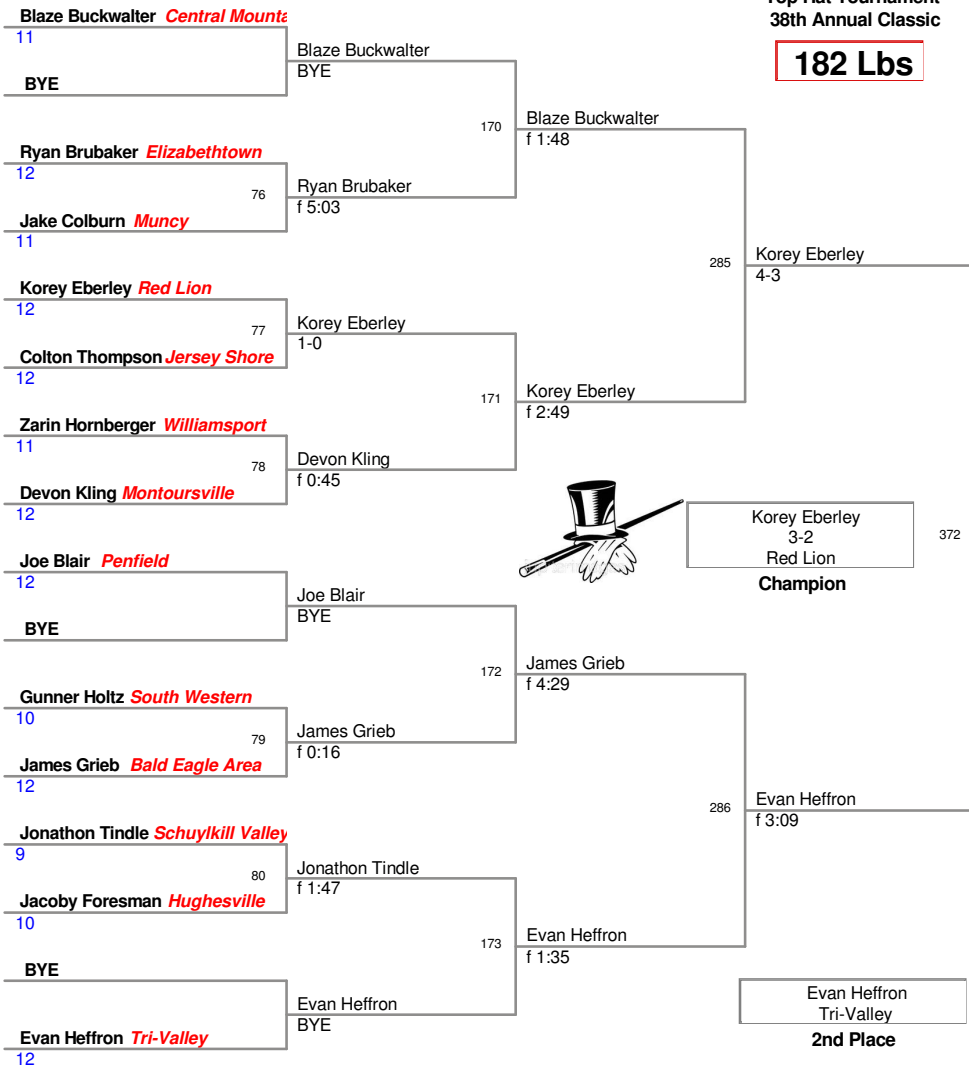 Top Hat Tournament
38th Annual Classic
182 Lbs
Blaze Buckwalter Central Mounta
11
BYE
Blaze Buckwalter
BYE
Ryan Brubaker Elizabethtown
12
76
Jake Colburn Muncy
11
Ryan Brubaker
f 5:03
170
Blaze Buckwalter
f 1:48
Korey Eberley Red Lion
12
77
Colton Thompson Jersey Shore
12
Korey Eberley
1-0
Zarin Hornberger Williamsport
11
78
Devon Kling Montoursville
12
Devon Kling
f 0:45
171
Korey Eberley
f 2:49
285
Korey Eberley
4-3
Joe Blair Penfield
12
BYE
Joe Blair
BYE
Gunner Holtz South Western
10
79
James Grieb Bald Eagle Area
12
James Grieb
f 0:16
172
James Grieb
f 4:29
Jonathon Tindle Schuylkill Valley
9
80
Jacoby Foresman Hughesville
10
Jonathon Tindle
f 1:47
BYE
Evan Heffron Tri-Valley
12
Evan Heffron
BYE
173
Evan Heffron
f 1:35
286
Evan Heffron
f 3:09
Korey Eberley
3-2
Red Lion
372
Champion
Evan Heffron
Tri-Valley
2nd Place